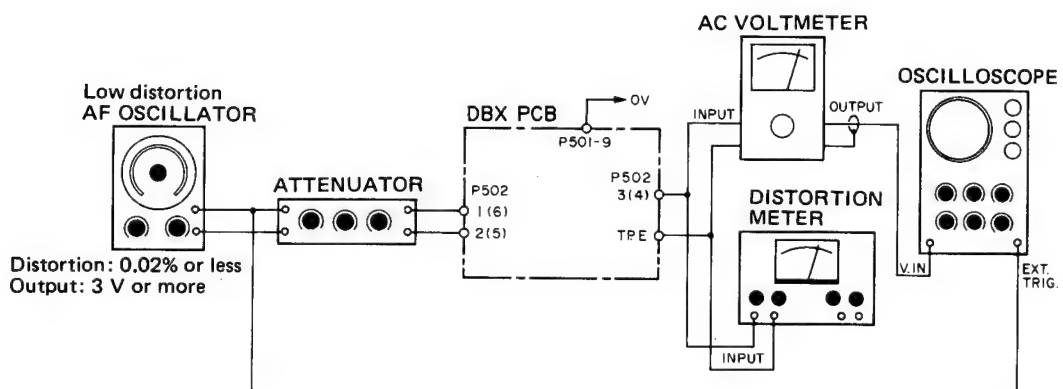 AC VOLTMETER
OSCILLOSCOPE
Low distortion
AF OSCILLATOR
DBX PCB
0V
P501-9
INPUT
OUTPUT
ATTENUATOR
P502
1(6)
2(5)
P502
3(4)
TP.E
DISTORTION
METER
Distortion: 0.02% or less
Output: 3 V or more
V.IN
EXT.
TRIG.
INPUT